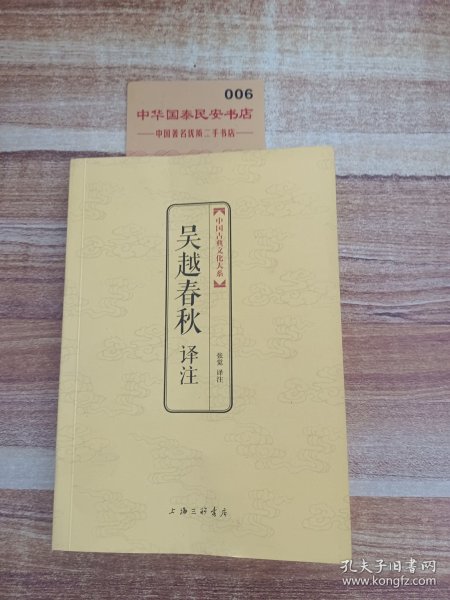 006
中华国泰民安书店
——中国著名优质二手书店——
【中国古典文化大系】
吴越春秋 译注
张觉 译注
上海三联书店
孔夫子旧书网
www.kongfz.com